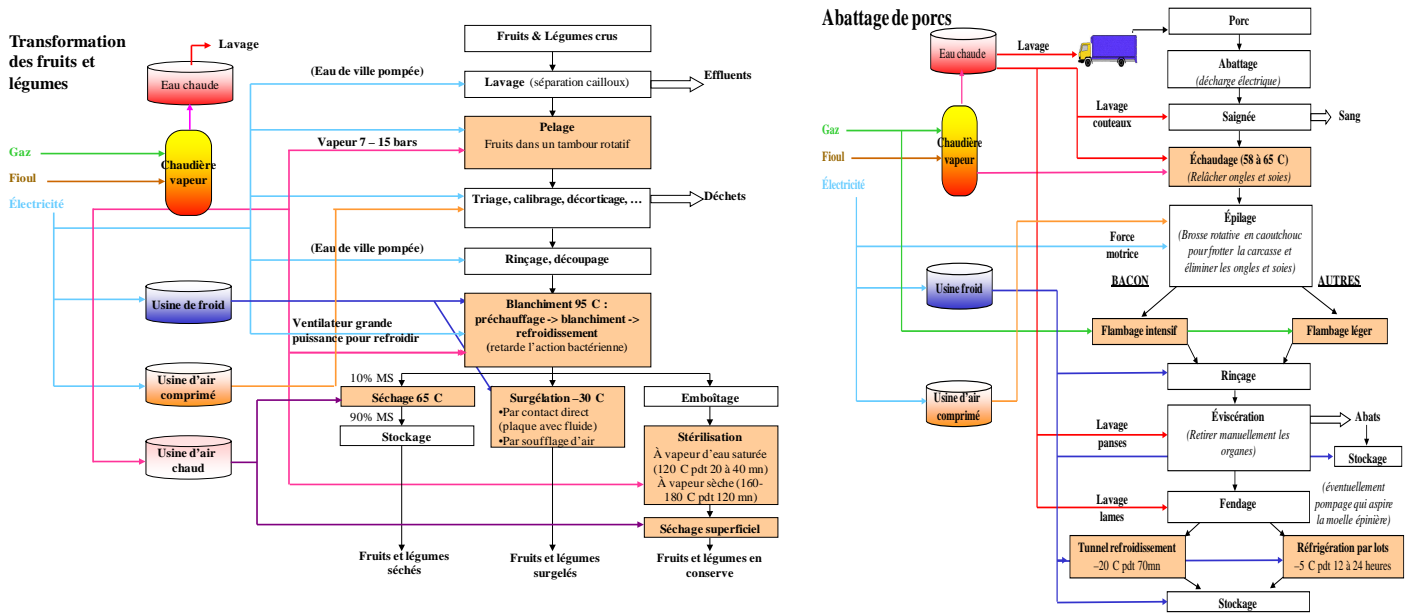 Transformation
des fruits et
légumes
Lavage
Eau chaude
Gaz
Fioul
Électricité
Chaudière
vapeur
(Eau de ville pompée)
Vapeur 7 – 15 bars
(Eau de ville pompée)
Usine de froid
Ventilateur grande
puissance pour refroidir
Usine d'air
comprimé
Usine d'air
chaud
Fruits & Légumes crus
Lavage (séparation cailloux)
Effluents
Pelage
Fruits dans un tambour rotatif
Triage, calibrage, décorticage, …
Déchets
Rinçage, découpage
Blanchiment 95 C :
préchauffage -> blanchiment ->
refroidissement
(retarde l'action bactérienne)
10% MS
Séchage 65 C
90% MS
Stockage
Surgélation –30 C
•Par contact direct
(plaque avec fluide)
•Par soufflage d'air
Emboîtage
Stérilisation
À vapeur d'eau saturée
(120 C pdt 20 à 40 mn)
À vapeur sèche (160-
180 C pdt 120 mn)
Séchage superficiel
Fruits et légumes
séchés
Fruits et légumes
surgelés
Fruits et légumes en
conserve
Abattage de porcs
Eau chaude
Lavage
Porc
Abattage
(décharge électrique)
Lavage
couteaux
Saignée
Sang
Gaz
Fioul
Électricité
Chaudière
vapeur
Échaudage (58 à 65 C)
(Relâcher ongles et soies)
Épilage
(Brosse rotative en caoutchouc
pour frotter la carcasse et
éliminer les ongles et soies)
Force
motrice
BACON
AUTRES
Usine froid
Flambage intensif
Flambage léger
Rinçage
Usine d'air
comprimé
Éviscération
(Retirer manuellement les
organes)
Abats
Lavage
panses
Stockage
Fendage
(éventuellement
pompage qui aspire
la moelle épinière)
Lavage
lames
Tunnel refroidissement
–20 C pdt 70mn
Réfrigération par lots
–5 C pdt 12 à 24 heures
Stockage